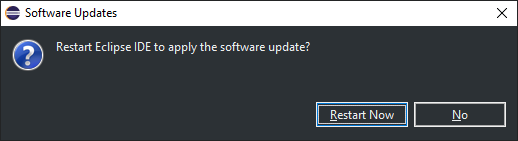 Software Updates
Restart Eclipse IDE to apply the software update?
Restart Now
No